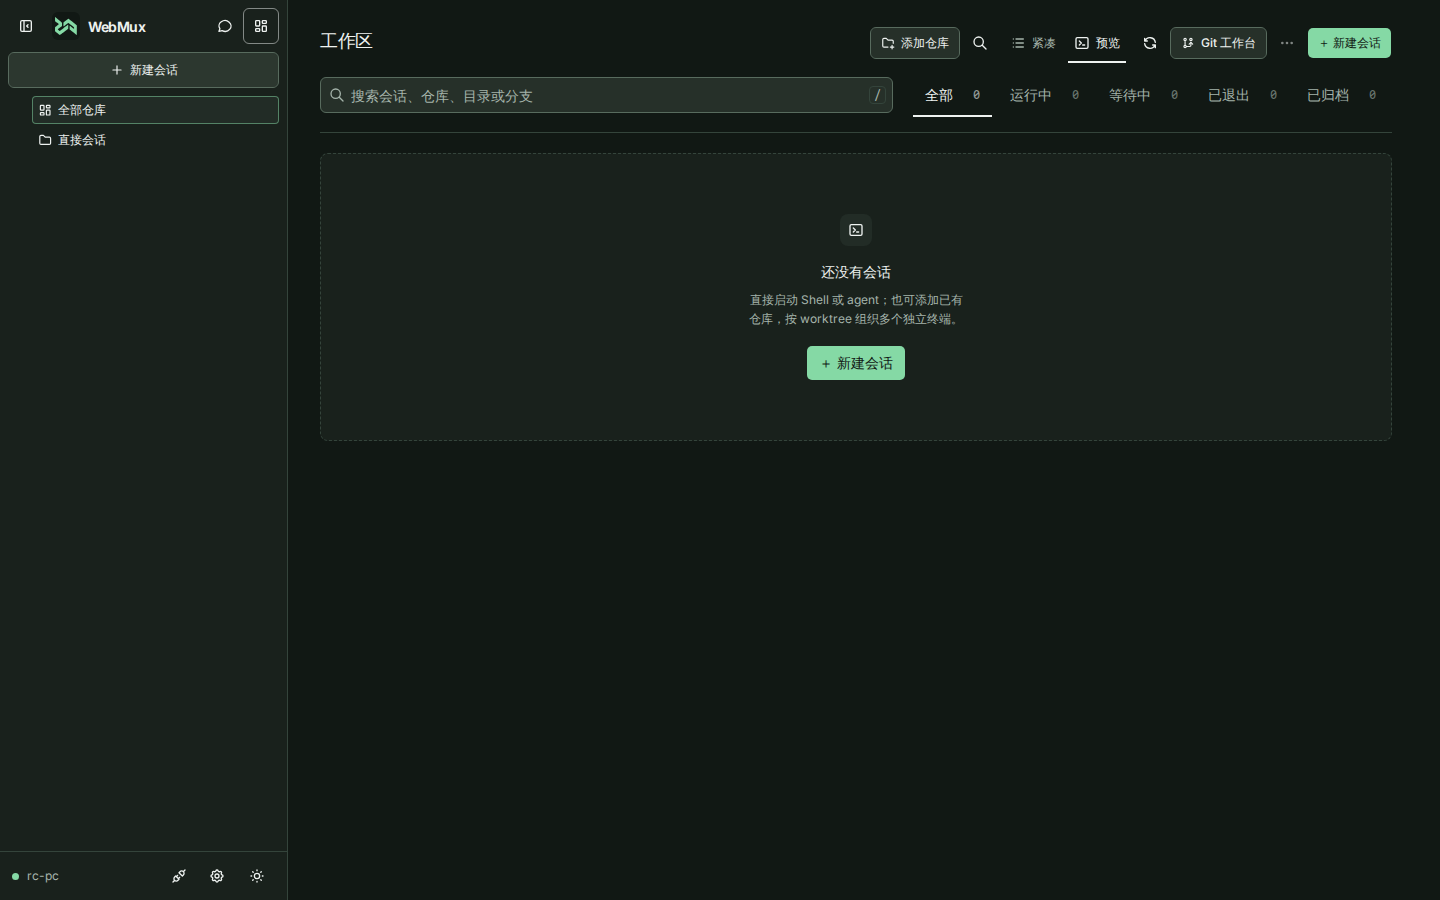 WebMux
新建会话
全部仓库
直接会话
rc-pc
工作区
添加仓库
紧凑
预览
Git 工作台
+ 新建会话
搜索会话、仓库、目录或分支
/
全部 0
运行中 0
等待中 0
已退出 0
已归档 0
还没有会话
直接启动 Shell 或 agent；也可添加已有
仓库，按 worktree 组织多个独立终端。
+ 新建会话